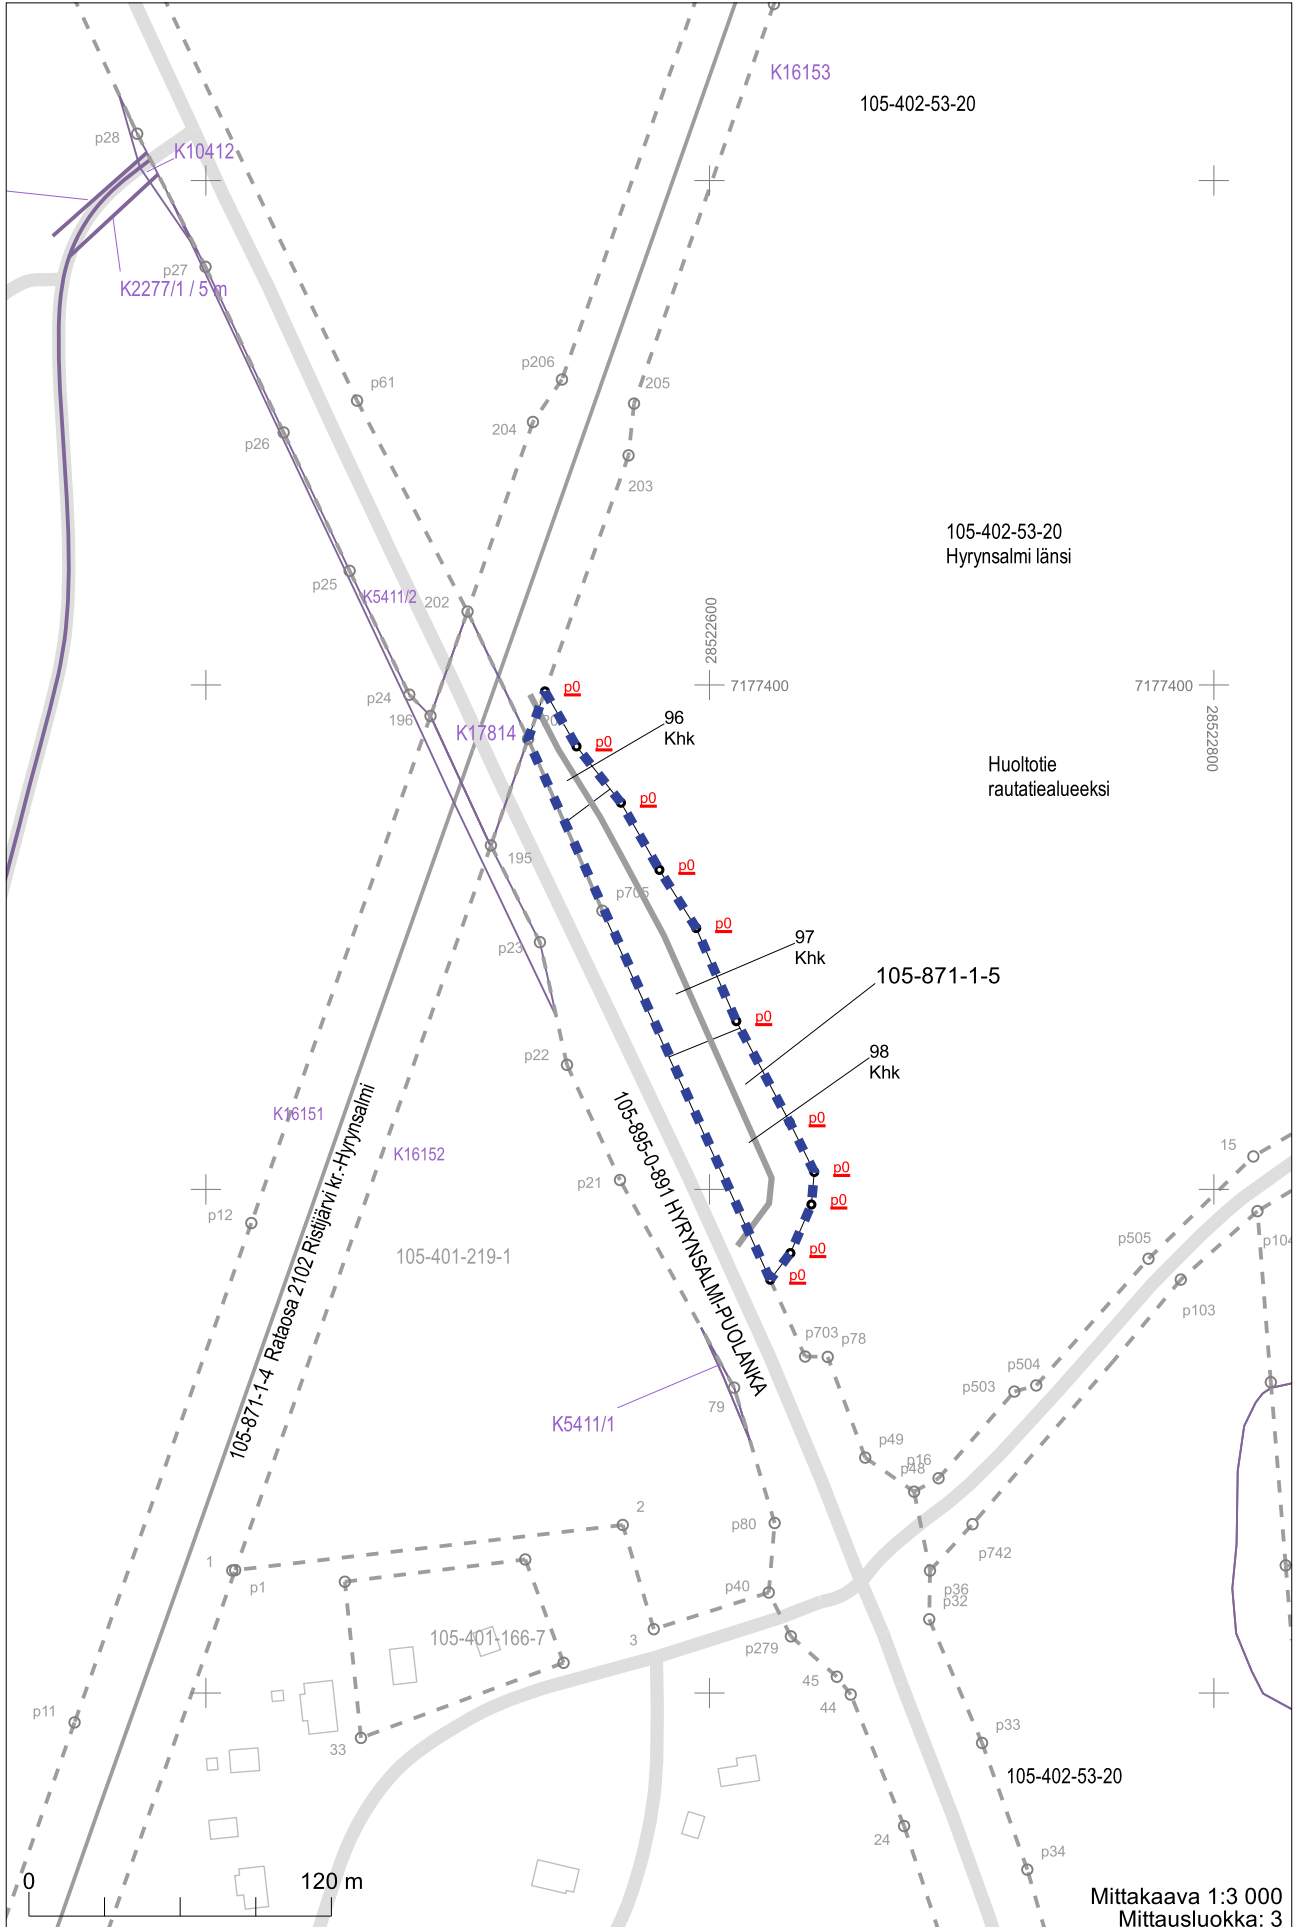 K16153
105-402-53-20
p28
K10412
p27
K2277/1 / 5 m
p206
p61
205
204
p26
203
105-402-53-20
Hyrynsalmi länsi
p25
K5411/2
202
28522600
7177400
7177400
p0
p24
196
K17814
96
Khk
28522800
p0
Huoltotie
rautatiealueeksi
p0
195
p0
p705
p0
p23
97
Khk
105-871-1-5
p0
p22
98
Khk
K16151
K16152
105-895-0-891 HYRYNSALMI-PUOLANKA
p0
15
p0
p21
p0
p12
105-401-219-1
p505
p104
p0
p0
p103
105-871-1-4 Rataosa 2102 Ristijärvi kr.-Hyrynsalmi
p703
p78
p504
p503
79
K5411/1
p49
p16
p48
2
p80
p742
1
p1
p36
p40
p32
105-401-166-7
3
p279
45
44
p11
33
p33
105-402-53-20
24
p34
0
120 m
Mittakaava 1:3 000
Mittausluokka: 3